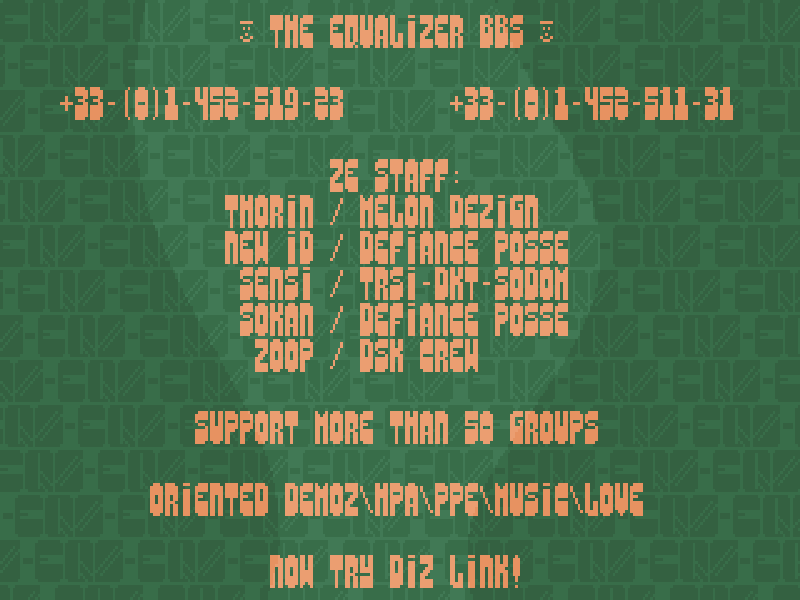 THE EQUALiZER BBS
+33-(0)1-452-519-23 +33-(0)1-452-511-31
ZE STAFF:
THORiN / MELON DEZiGN
NEW iD / DEFiANCE POSSE
SENSi / TRSi-DKT-SODOM
SOKAN / DEFiANCE POSSE
ZOOP / DSK CREW
SUPPORT MORE THAN 50 GROUPS
ORiENTED DEMOZ\MPA\PPE\MUSiC\LOVE
NOW TRY DiZ LiNK!